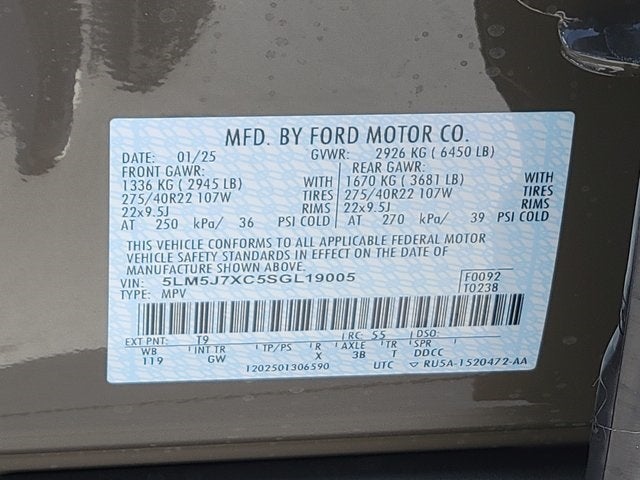 MFD. BY FORD MOTOR CO.
DATE: 01/25 GVWR: 2926 KG ( 6450 LB)
FRONT GAWR: REAR GAWR:
1336 KG ( 2945 LB) WITH 1670 KG ( 3681 LB) WITH
275/40R22 107W TIRES 275/40R22 107W TIRES
22x9.5J RIMS 22x9.5J RIMS
AT 250 kPa/ 36 PSI COLD AT 270 kPa/ 39 PSI COLD
THIS VEHICLE CONFORMS TO ALL APPLICABLE FEDERAL MOTOR
VEHICLE SAFETY STANDARDS IN EFFECT ON THE DATE OF
MANUFACTURE SHOWN ABOVE.
VIN: 5LM5J7XC5SGL19005 F0092
TYPE: MPV T0238
EXT PNT: T9 RC: 55 DSO:
WB INT TR TP/PS R AXLE TR SPR
119 GW X 3B T DDCC
1202501306590 UTC ▽ RU5A-1520472-AA